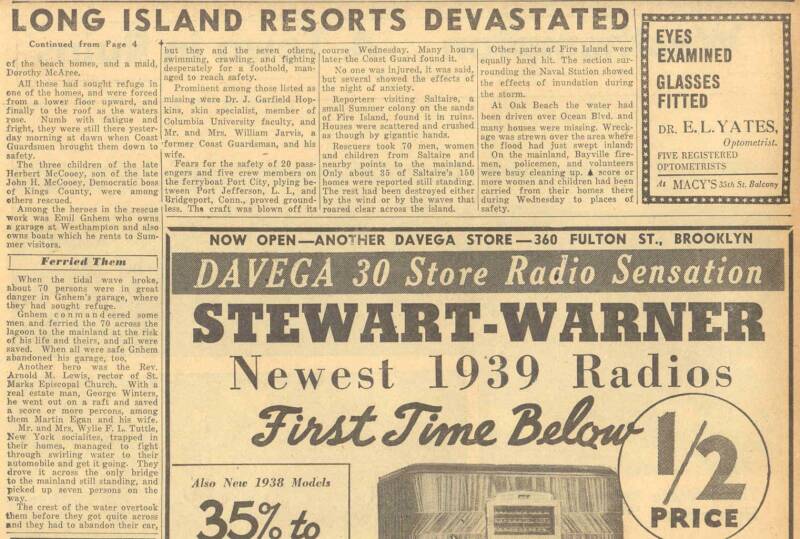 LONG ISLAND RESORTS DEVASTATED
Continued from Page 4
of the beach homes, and a maid,
Dorothy McAree.
All these had sought refuge in
one of the homes, and were forced
from a lower floor upward, and
finally to the roof as the waters
rose. Numb with fatigue and
fright, they were still there yester-
day morning at dawn when Coast
Guardsmen brought them down to
safety.
The three children of the late
Herbert McCooey, son of the late
John H. McCooey, Democratic boss
of Kings County, were among
others rescued.
Among the heroes in the rescue
work was Emil Gnhem who owns
a garage at Westhampton and also
owns boats which he rents to Sum-
mer visitors.
Ferried Them
When the tidal wave broke,
about 70 persons were in great
danger in Gnhem's garage, where
they had sought refuge.
Gnhem comandeered some
men and ferried the 70 across the
lagoon to the mainland at the risk
of his life and theirs, and all were
saved. When all were safe Gnhem
abandoned his garage, too.
Another hero was the Rev.
Arnold M. Lewis, rector of St.
Marks Episcopal Church. With a
real estate man, George Winters,
he went out on a raft and saved
a score or more percons, among
them Martin Egan and his wife.
Mr. and Mrs. Wylie F. L. Tuttle,
New York socialites, trapped in
their homes, managed to fight
through swirling water to their
automobile and get it going. They
drove it across the only bridge
to the mainland still standing, and
picked up seven persons on the
way.
The crest of the water overtook
them before they got quite across
and they had to abandon their car,
but they and the seven others,
swimming, crawling, and fighting
desperately for a foothold, man-
aged to reach safety.
Prominent among those listed as
missing were Dr. J. Garfield Hop-
kins, skin specialist, member of
Columbia University faculty, and
Mr. and Mrs. William Jarvis, a
former Coast Guardsman, and his
wife.
Fears for the safety of 20 pass-
engers and five crew members on
the ferryboat Port City, plying be-
tween Port Jefferson, L. I., and
Bridgeport, Conn., proved ground-
less. The craft was blown off its
course Wednesday. Many hours
later the Coast Guard found it.
No one was injured, it was said,
but several showed the effects of
the night of anxiety.
Reporters visiting Saltaire, a
small Summer colony on the sands
of Fire Island, found it in ruins.
Houses were scattered and crushed
as though by gigantic hands.
Rescuers took 70 men, women
and children from Saltaire and
nearby points to the mainland.
Only about 35 of Saltaire's 150
homes were reported still standing.
The rest had been destroyed either
by the wind or by the waves that
roared clear across the island.
Other parts of Fire Island were
equally hard hit. The section sur-
rounding the Naval Station showed
the effects of inundation during
the storm.
At Oak Beach the water had
been driven over Ocean Blvd. and
many houses were missing. Wreck-
age was strewn over the area where
the flood had just swept inland:
On the mainland, Bayville fire-
men, policemen, and volunteers
were busy cleaning up. A score or
more women and children had been
carried from their homes there
during Wednesday to places of
safety.
EYES
EXAMINED
GLASSES
FITTED
DR. E. L. YATES,
Optometrist.
FIVE REGISTERED
OPTOMETRISTS
At MACY'S 35th St. Balcony
NOW OPEN—ANOTHER DAVEGA STORE—360 FULTON ST., BROOKLYN
DAVEGA 30 Store Radio Sensation
STEWART-WARNER
Newest 1939 Radios
First Time Below
1/2
PRICE
Also New 1938 Models
35% to